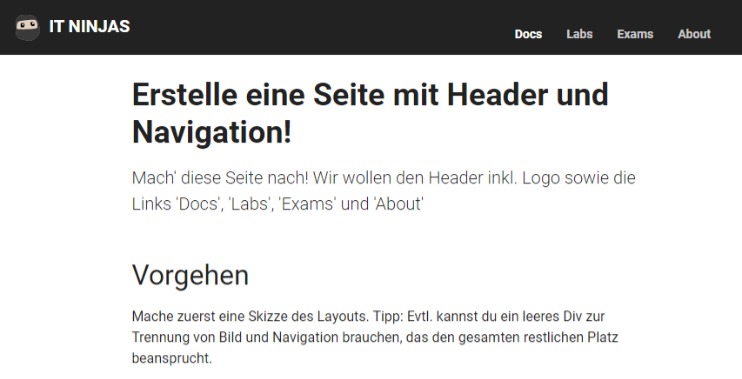 IT NINJAS
Docs Labs Exams About
Erstelle eine Seite mit Header und
Navigation!
Mach' diese Seite nach! Wir wollen den Header inkl. Logo sowie die
Links 'Docs', 'Labs', 'Exams' und 'About'
Vorgehen
Mache zuerst eine Skizze des Layouts. Tipp: Evtl. kannst du ein leeres Div zur
Trennung von Bild und Navigation brauchen, das den gesamten restlichen Platz
beansprucht.